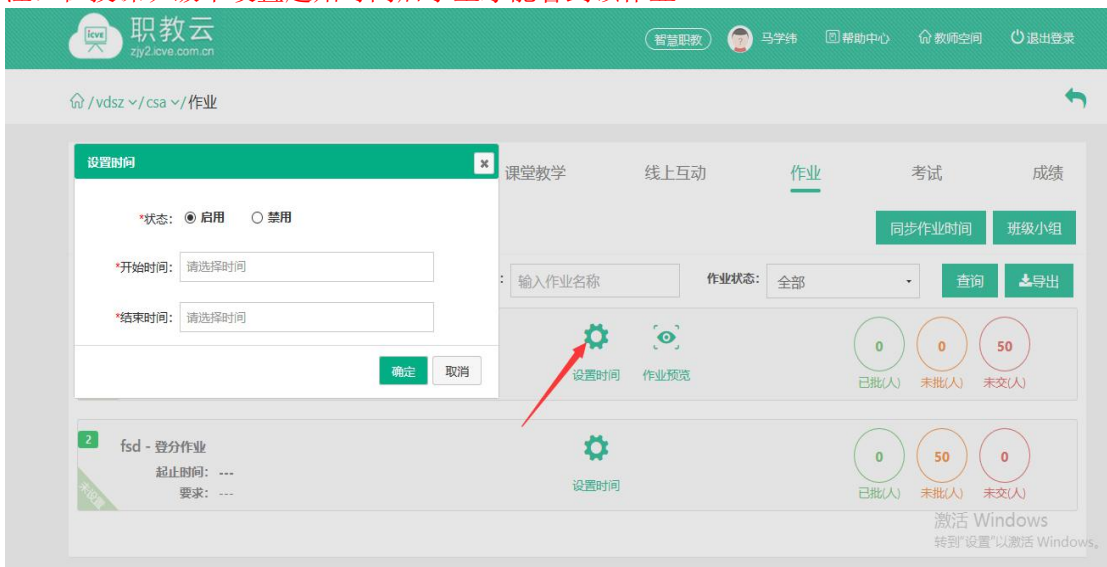 icve 职教云
zjy2.icve.com.cn
智慧职教 马学纬 帮助中心 教师空间 退出登录
/ vdsz / csa / 作业
设置时间
课堂教学 线上互动 作业 考试 成绩
*状态： 启用 禁用
同步作业时间 班级小组
*开始时间： 请选择时间
： 输入作业名称 作业状态： 全部 查询 导出
*结束时间： 请选择时间
确定 取消
设置时间 作业预览
0 0 50
已批(人) 未批(人) 未交(人)
2 fsd - 登分作业
起止时间： ---
要求： ---
未设置
设置时间
0 50 0
已批(人) 未批(人) 未交(人)
激活 Windows
转到"设置"以激活 Windows。